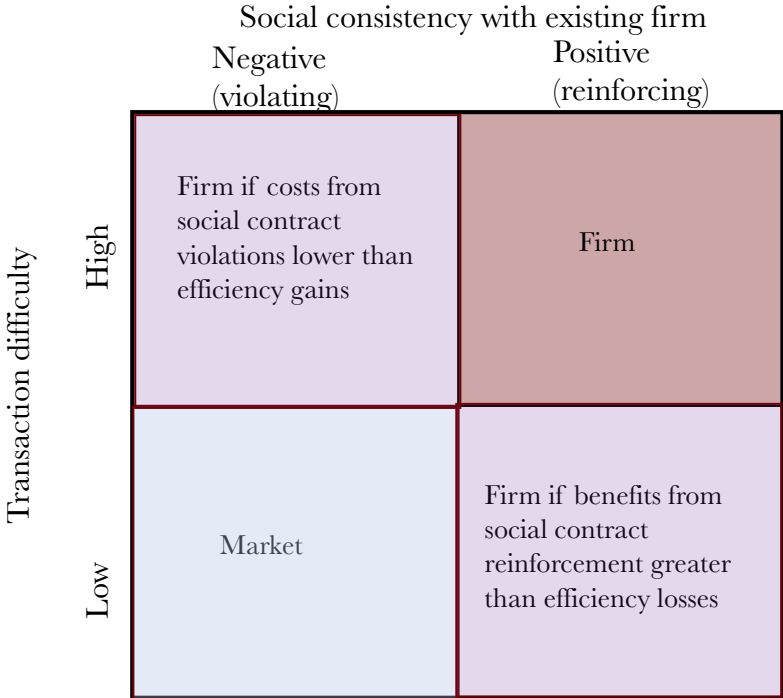 Social consistency with existing firm
Negative
(violating)
Positive
(reinforcing)
Transaction difficulty
High
Firm if costs from
social contract
violations lower than
efficiency gains
Firm
Low
Market
Firm if benefits from
social contract
reinforcement greater
than efficiency losses